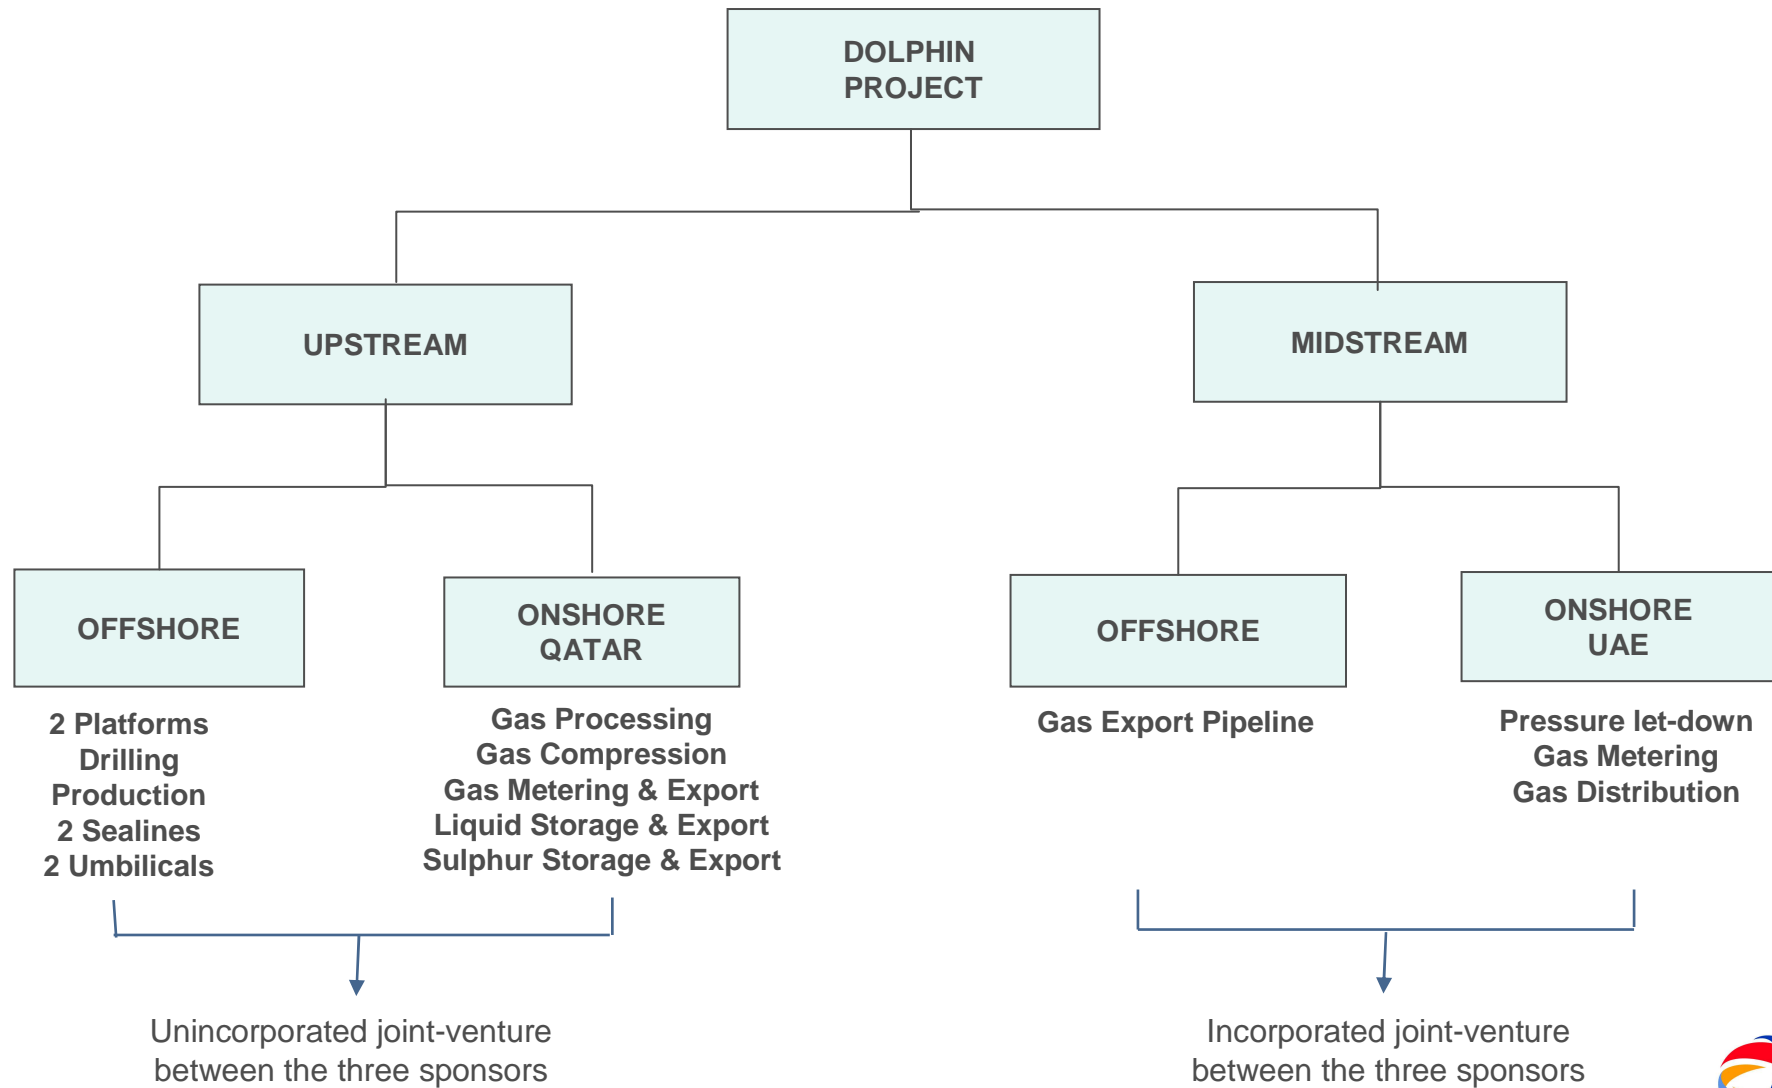 DOLPHIN
PROJECT
UPSTREAM
MIDSTREAM
OFFSHORE
ONSHORE
QATAR
OFFSHORE
ONSHORE
UAE
2 Platforms
Drilling
Production
2 Sealines
2 Umbilicals
Gas Processing
Gas Compression
Gas Metering & Export
Liquid Storage & Export
Sulphur Storage & Export
Gas Export Pipeline
Pressure let-down
Gas Metering
Gas Distribution
Unincorporated joint-venture
between the three sponsors
Incorporated joint-venture
between the three sponsors